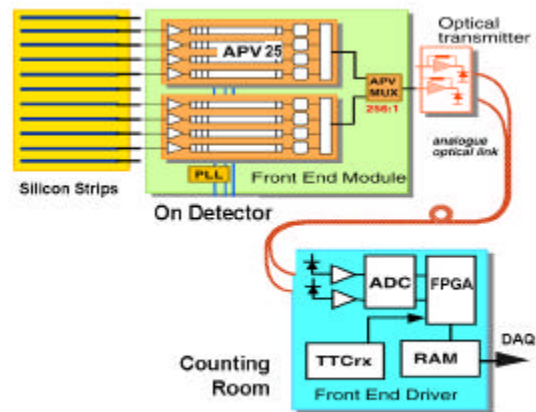 Optical
transmitter
APV 25
APV
MUX
256:1
analogue
optical link
PLL
Front End Module
Silicon Strips
On Detector
ADC
FPGA
TTCrx
RAM
DAQ
Counting
Room
Front End Driver